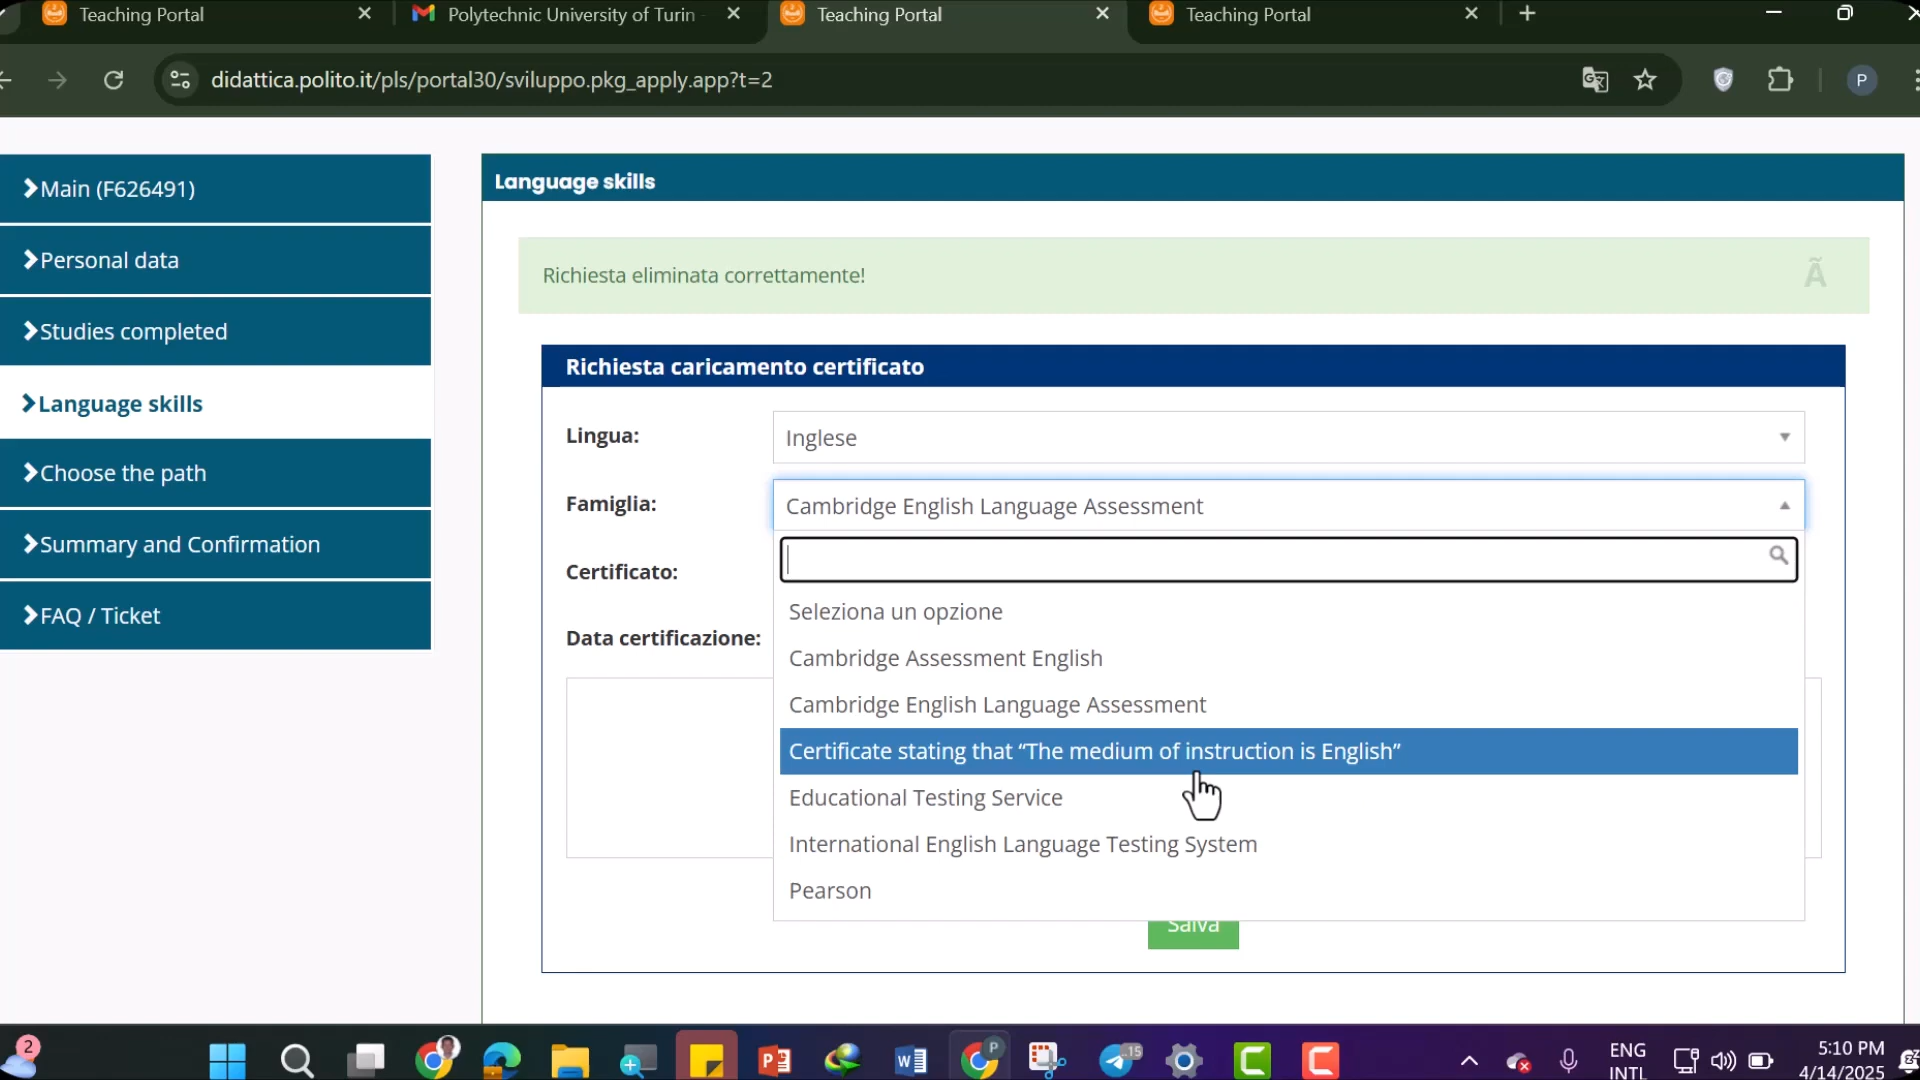 Teaching Portal
Polytechnic University of Turin
Teaching Portal
Teaching Portal
didattica.polito.it/pls/portal30/sviluppo.pkg_apply.app?t=2
P
Main (F626491)
Personal data
Studies completed
Language skills
Choose the path
Summary and Confirmation
FAQ / Ticket
Language skills
Richiesta eliminata correttamente!
Ã
Richiesta caricamento certificato
Lingua:
Inglese
Famiglia:
Cambridge English Language Assessment
Certificato:
Data certificazione:
Seleziona un opzione
Cambridge Assessment English
Cambridge English Language Assessment
Certificate stating that “The medium of instruction is English”
Educational Testing Service
International English Language Testing System
Pearson
Salva
2
P
15
ENG
INTL
5:10 PM
4/14/2025